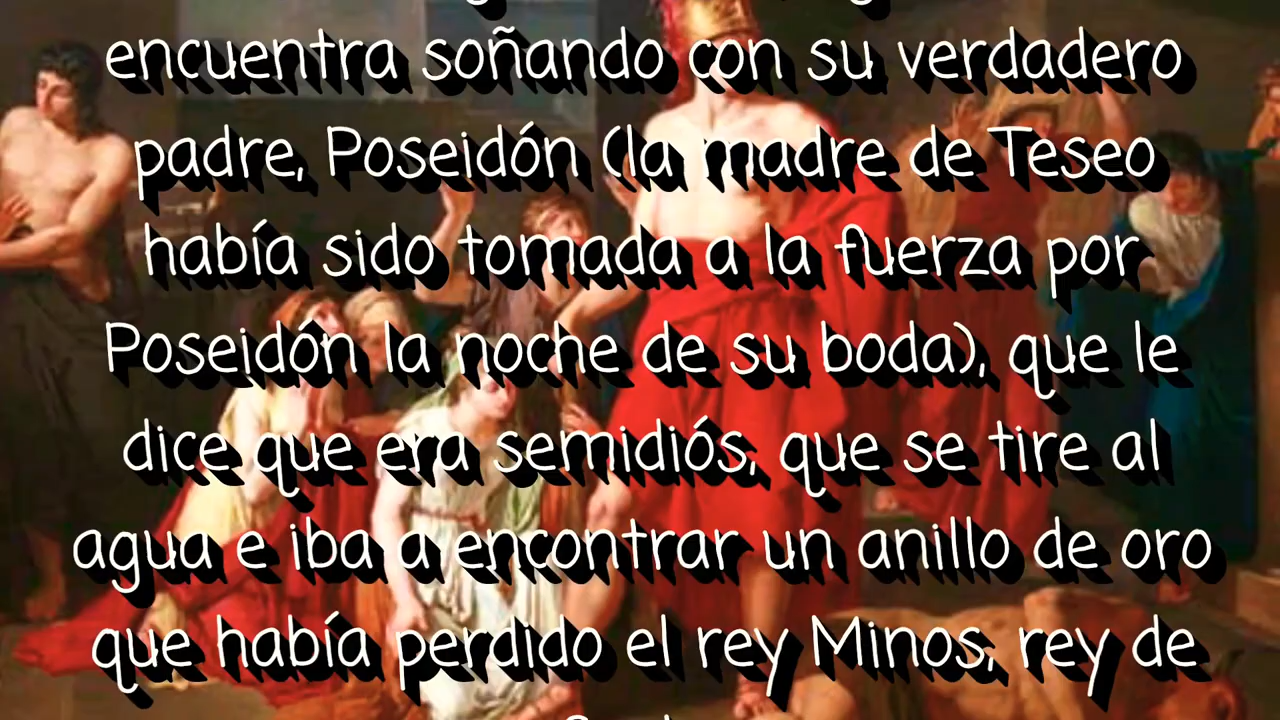 encuentra soñando con su verdadero
padre, Poseidón (la madre de Teseo
había sido tomada a la fuerza por
Poseidón la noche de su boda), que le
dice que era semidiós, que se tire al
agua e iba a encontrar un anillo de oro
que había perdido el rey Minos, rey de